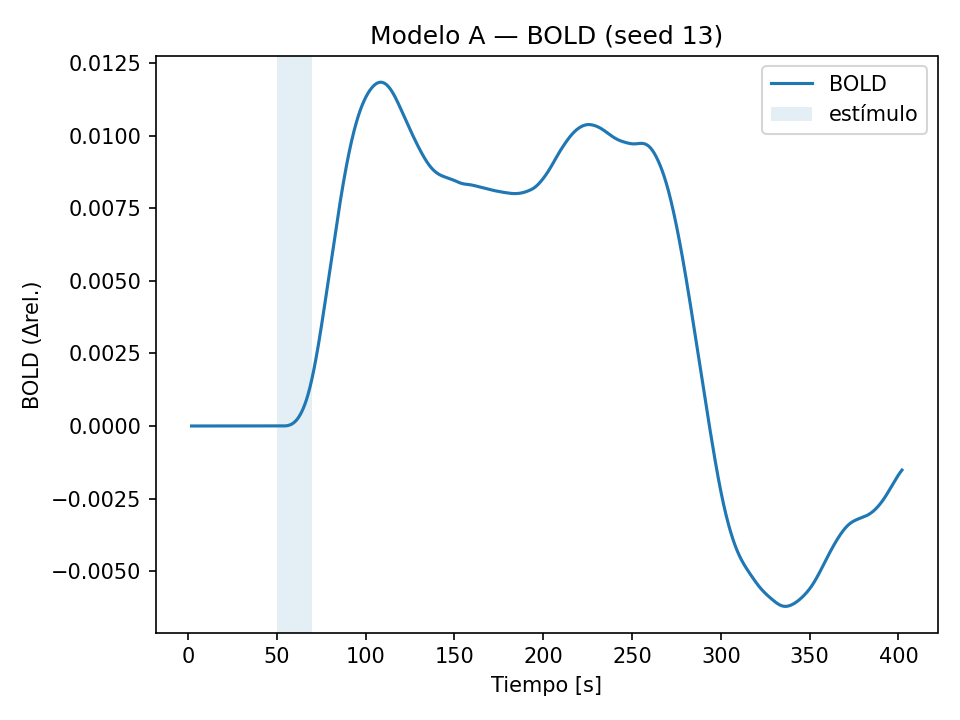 Modelo A — BOLD (seed 13)
BOLD
estímulo
0.0125
0.0100
0.0075
0.0050
0.0025
0.0000
−0.0025
−0.0050
BOLD (Δrel.)
0 50 100 150 200 250 300 350 400
Tiempo [s]